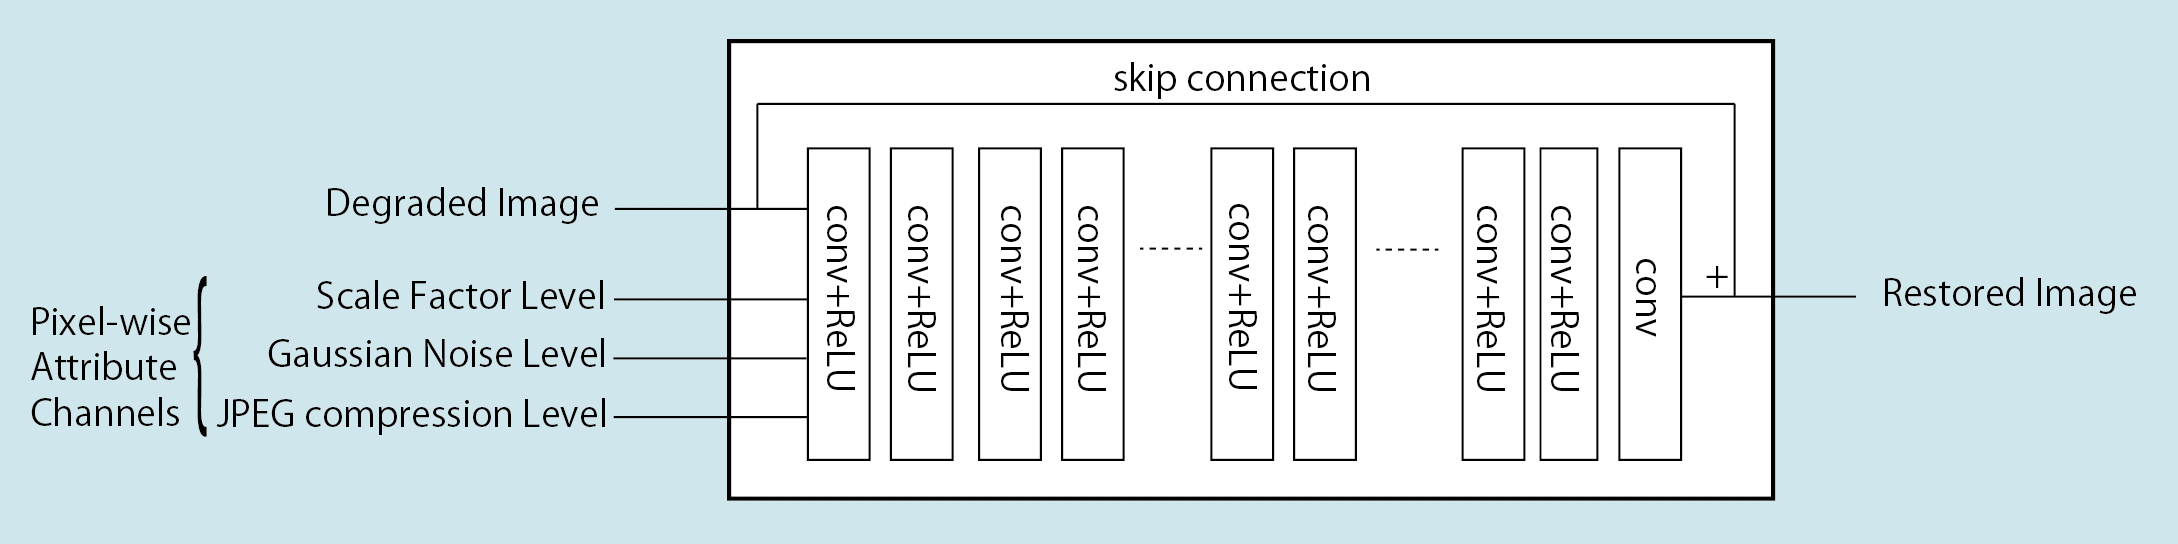 skip connection
Degraded Image
Scale Factor Level
Gaussian Noise Level
JPEG compression Level
Pixel-wise
Attribute
Channels
conv+ReLU
conv+ReLU
conv+ReLU
conv+ReLU
conv+ReLU
conv+ReLU
conv+ReLU
conv+ReLU
conv
+
Restored Image